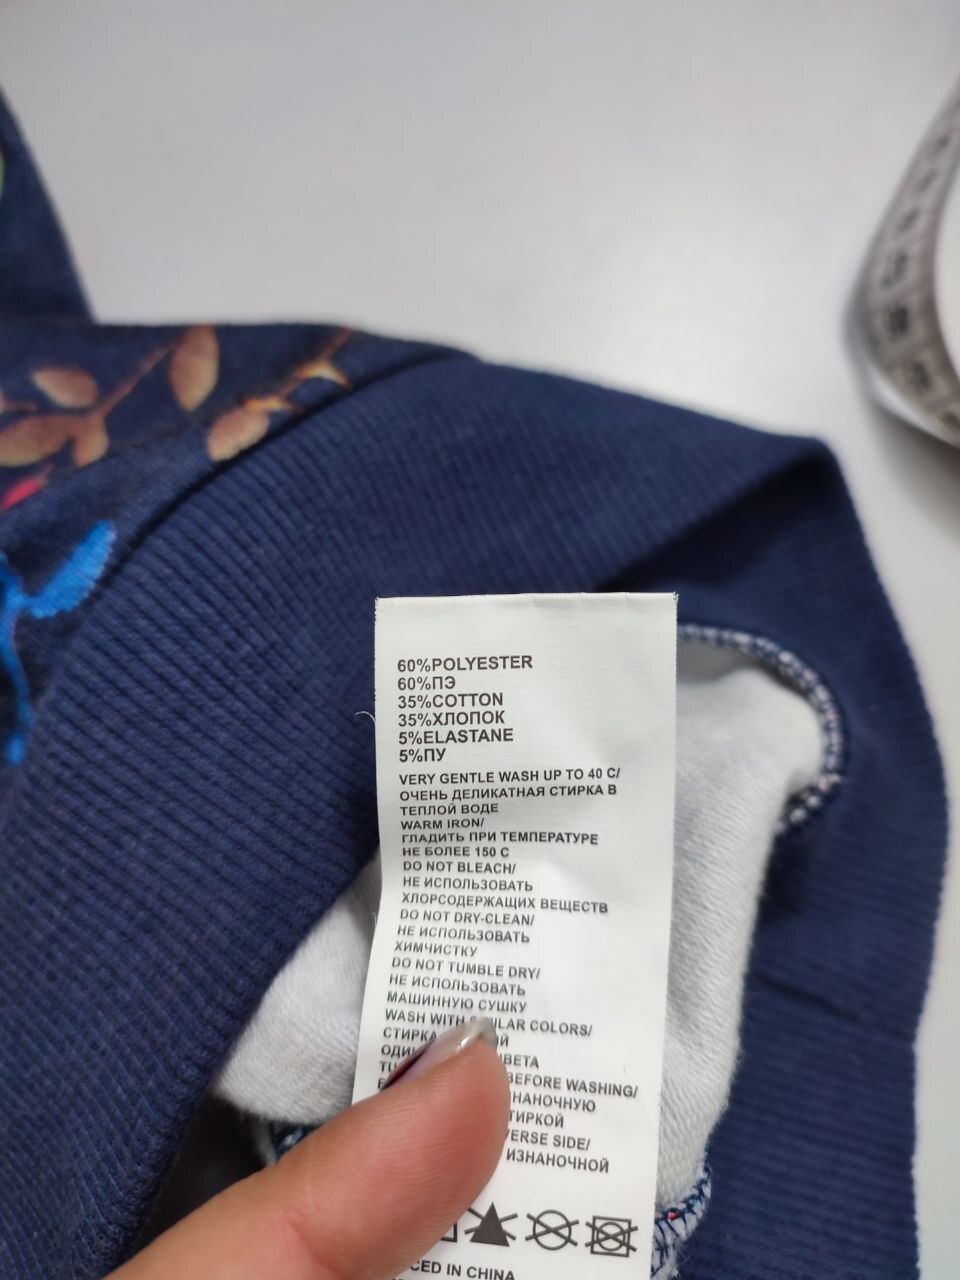 60%POLYESTER
60%ПЭ
35%COTTON
35%ХЛОПОК
5%ELASTANE
5%ПУ
VERY GENTLE WASH UP TO 40 C/
ОЧЕНЬ ДЕЛИКАТНАЯ СТИРКА В
ТЕПЛОЙ ВОДЕ
WARM IRON/
ГЛАДИТЬ ПРИ ТЕМПЕРАТУРЕ
НЕ БОЛЕЕ 150 С
DO NOT BLEACH/
НЕ ИСПОЛЬЗОВАТЬ
ХЛОРСОДЕРЖАЩИХ ВЕЩЕСТВ
DO NOT DRY-CLEAN/
НЕ ИСПОЛЬЗОВАТЬ
ХИМЧИСТКУ
DO NOT TUMBLE DRY/
НЕ ИСПОЛЬЗОВАТЬ
МАШИННУЮ СУШКУ
WASH WITH COLORS/
СТИРКА
BEFORE WASHING/
SIDE/
ИЗНАНОЧНОЙ
IN CHINA